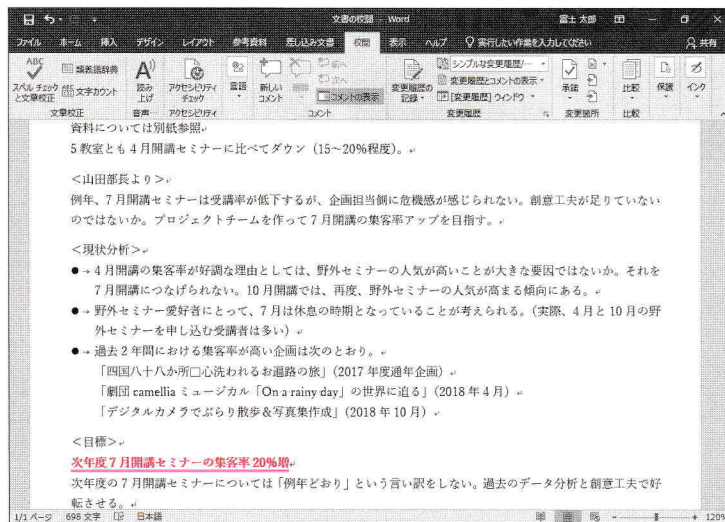 文書の校閲 - Word 富士 太郎
ファイル ホーム 挿入 デザイン レイアウト 参考資料 差し込み文書 校閲 表示 ヘルプ 実行したい作業を入力してください 共有
ABC スペル チェックと文章校正 類義語辞典 文字カウント 読み上げ アクセシビリティ チェック 言語 新しいコメント 削除 前へ 次へ コメントの表示 変更履歴の記録 シンプルな変更履歴/… 変更履歴とコメントの表示 [変更履歴] ウィンドウ 承諾 比較 保護 インク
文章校正 音声… アクセシビリティ コメント 変更履歴 変更箇所 比較
資料については別紙参照
5 教室とも 4 月開講セミナーに比べてダウン（15～20%程度）。
＜山田部長より＞
例年、7 月開講セミナーは受講率が低下するが、企画担当側に危機感が感じられない。創意工夫が足りていない
のではないか。プロジェクトチームを作って 7 月開講の集客率アップを目指す。
＜現状分析＞
● 4 月開講の集客率が好調な理由としては、野外セミナーの人気が高いことが大きな要因ではないか。それを
7 月開講につなげられない。10 月開講では、再度、野外セミナーの人気が高まる傾向にある。
● 野外セミナー愛好者にとって、7 月は休息の時期となっていることが考えられる。（実際、4 月と 10 月の野
外セミナーを申し込む受講者は多い）
● 過去 2 年間における集客率が高い企画は次のとおり。
「四国八十八か所□心洗われるお遍路の旅」（2017 年度通年企画）
「劇団 camellia ミュージカル「On a rainy day」の世界に迫る」（2018 年 4 月）
「デジタルカメラでぶらり散歩＆写真集作成」（2018 年 10 月）
＜目標＞
次年度 7 月開講セミナーの集客率 20%増
次年度の 7 月開講セミナーについては「例年どおり」という言い訳をしない。過去のデータ分析と創意工夫で好
転させる。
1/1 ページ 698 文字 日本語 120%